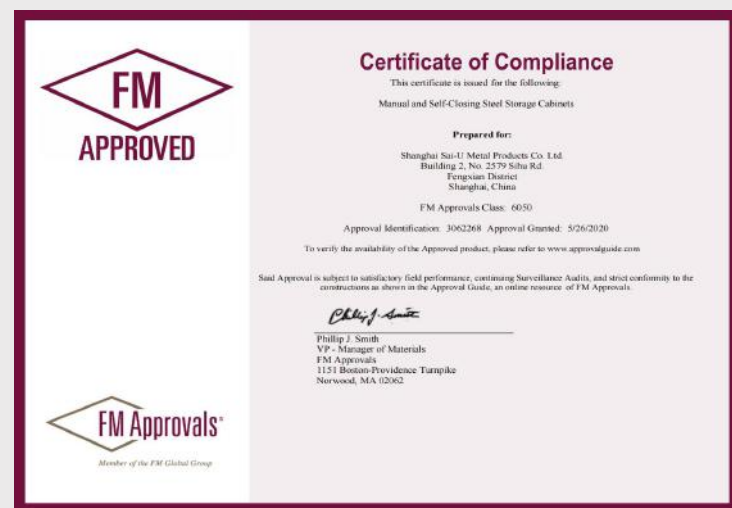 FM
APPROVED
Certificate of Compliance
This certificate is issued for the following:
Manual and Self-Closing Steel Storage Cabinets
Prepared for:
Shanghai Sai-U Metal Products Co. Ltd
Building 2, No. 2579 Sihu Rd.
Fengxian District
Shanghai, China
FM Approvals Class: 6050
Approval Identification: 3062268 Approval Granted: 5/26/2020
To verify the availability of the Approved product, please refer to www.approvalguide.com
Said Approval is subject to satisfactory field performance, continuing Surveillance Audits, and strict conformity to the
constructions as shown in the Approval Guide, an online resource of FM Approvals.
Phillip J. Smith
Phillip J. Smith
VP - Manager of Materials
FM Approvals
1151 Boston-Providence Turnpike
Norwood, MA 02062
FM Approvals®
Member of the FM Global Group